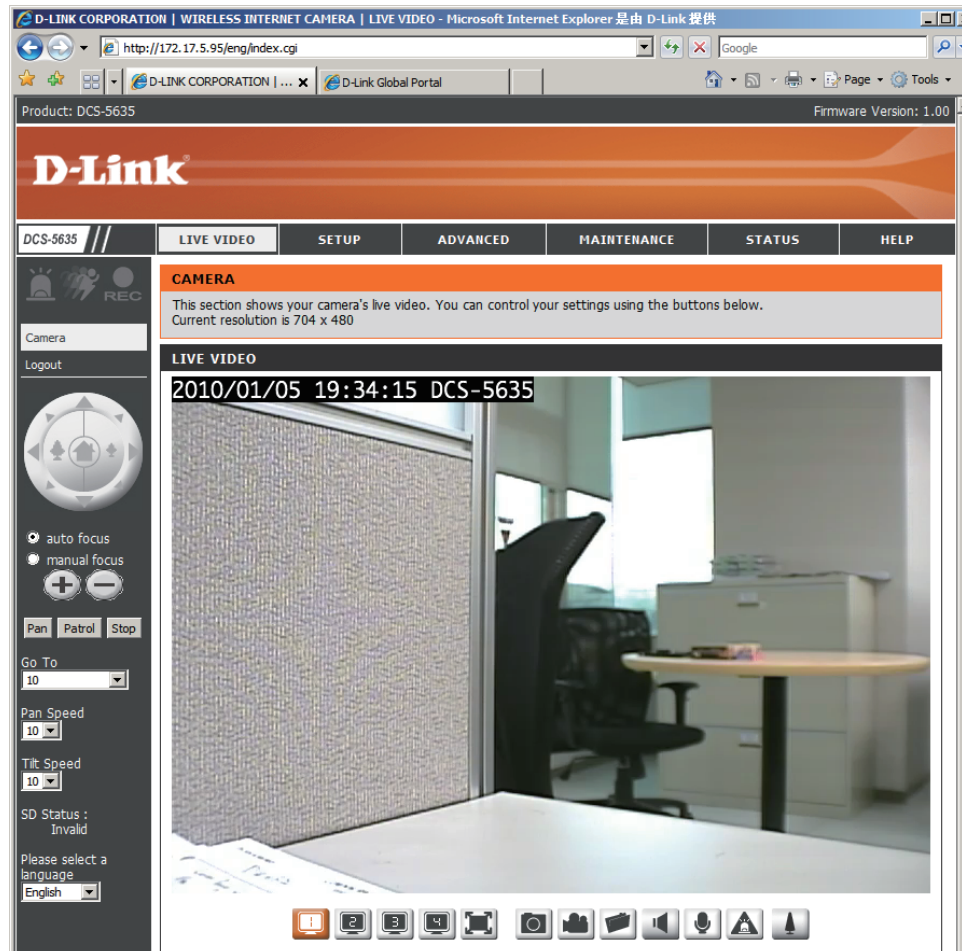 D-LINK CORPORATION | WIRELESS INTERNET CAMERA | LIVE VIDEO - Microsoft Internet Explorer 是由 D-Link 提供
http://172.17.5.95/eng/index.cgi
Google
D-LINK CORPORATION | ...
D-Link Global Portal
Page
Tools
Product: DCS-5635
Firmware Version: 1.00
D-Link®
DCS-5635
LIVE VIDEO
SETUP
ADVANCED
MAINTENANCE
STATUS
HELP
REC
Camera
Logout
auto focus
manual focus
Pan
Patrol
Stop
Go To
10
Pan Speed
10
Tilt Speed
10
SD Status :
Invalid
Please select a
language
English
CAMERA
This section shows your camera's live video. You can control your settings using the buttons below.
Current resolution is 704 x 480
LIVE VIDEO
2010/01/05 19:34:15 DCS-5635
1
2
3
4